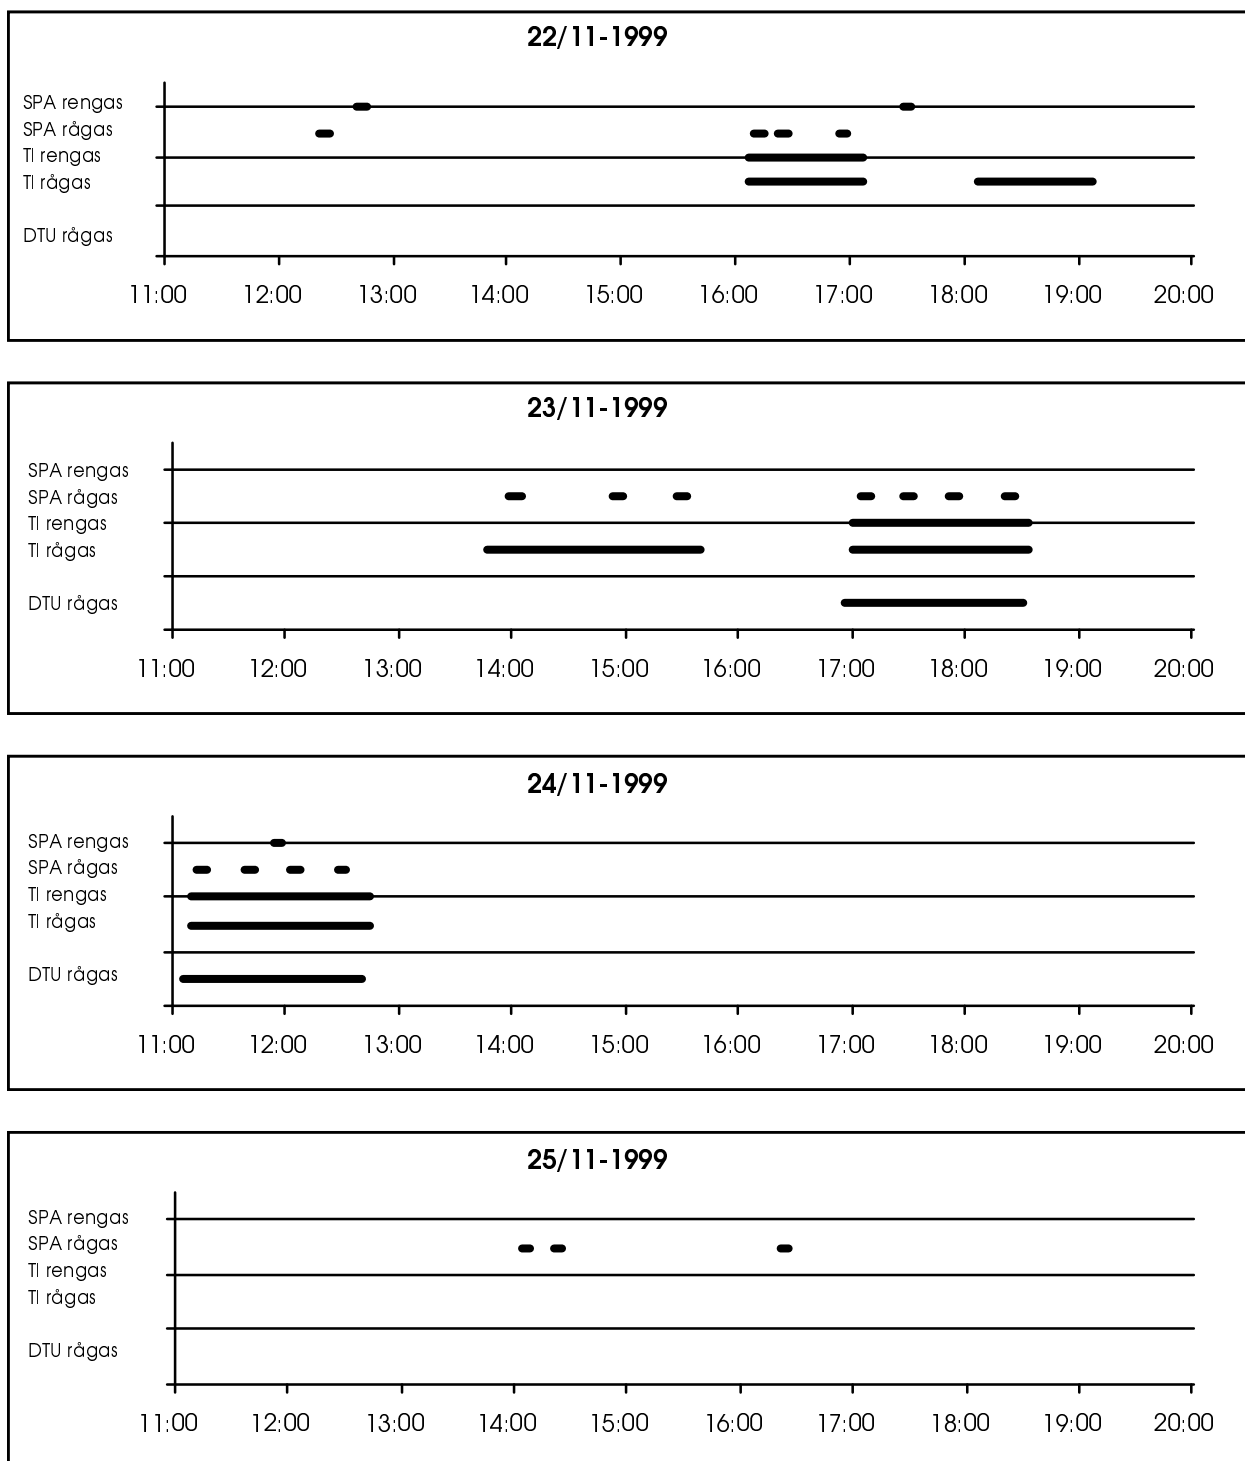 22/11-1999
SPA rengas
SPA rågas
TI rengas
TI rågas
DTU rågas
11:00 12:00 13:00 14:00 15:00 16:00 17:00 18:00 19:00 20:00
23/11-1999
SPA rengas
SPA rågas
TI rengas
TI rågas
DTU rågas
11:00 12:00 13:00 14:00 15:00 16:00 17:00 18:00 19:00 20:00
24/11-1999
SPA rengas
SPA rågas
TI rengas
TI rågas
DTU rågas
11:00 12:00 13:00 14:00 15:00 16:00 17:00 18:00 19:00 20:00
25/11-1999
SPA rengas
SPA rågas
TI rengas
TI rågas
DTU rågas
11:00 12:00 13:00 14:00 15:00 16:00 17:00 18:00 19:00 20:00